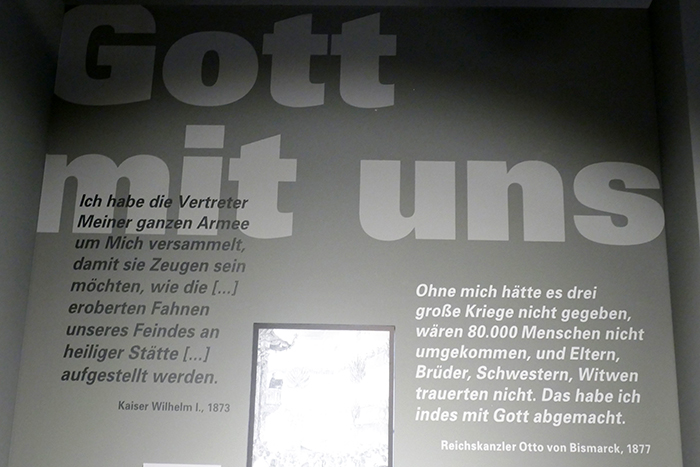 Gott
mit uns
Ich habe die Vertreter
Meiner ganzen Armee
um Mich versammelt,
damit sie Zeugen sein
möchten, wie die [...]
eroberten Fahnen
unseres Feindes an
heiliger Stätte [...]
aufgestellt werden.
Kaiser Wilhelm I., 1873
Ohne mich hätte es drei
große Kriege nicht gegeben,
wären 80.000 Menschen nicht
umgekommen, und Eltern,
Brüder, Schwestern, Witwen
trauerten nicht. Das habe ich
indes mit Gott abgemacht.
Reichskanzler Otto von Bismarck, 1877